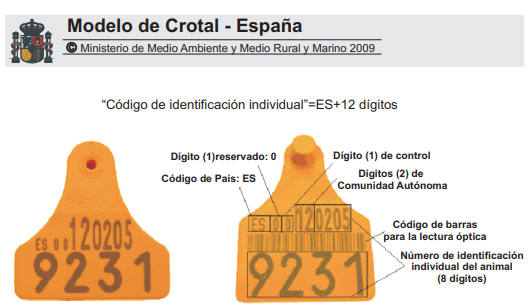 Modelo de Crotal - España
© Ministerio de Medio Ambiente y Medio Rural y Marino 2009
“Código de identificación individual”=ES+12 dígitos
Dígito (1)reservado: 0
Dígito (1) de control
Código de País: ES
Dígitos (2) de
Comunidad Autónoma
Código de barras
para la lectura óptica
Número de identificación
individual del animal
(8 dígitos)
ES 00 120205
9231
ES 0 0 120205
9231